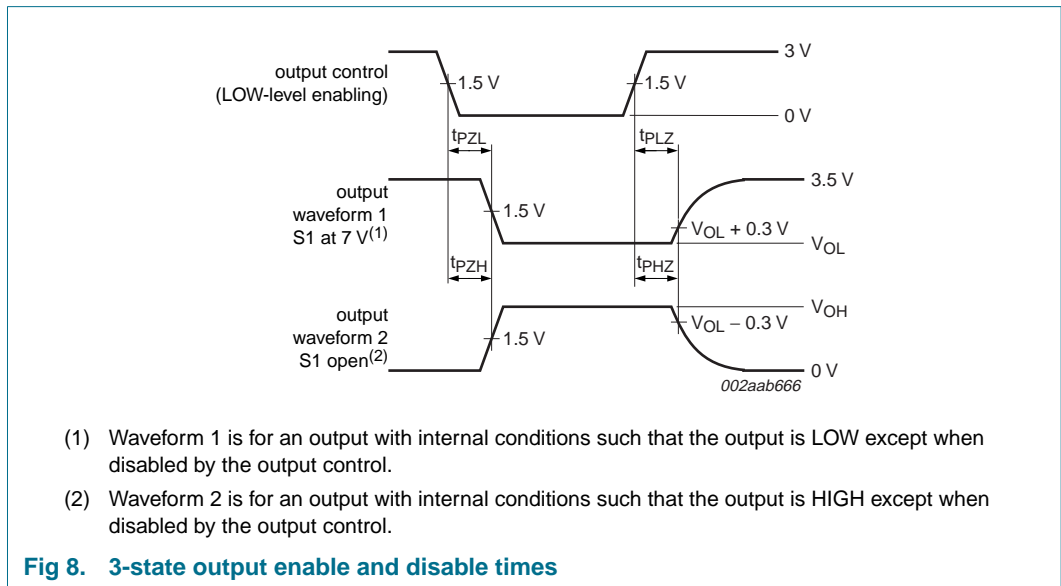 output control
(LOW-level enabling)
1.5 V
1.5 V
3 V
0 V
tPZL
tPLZ
output
waveform 1
S1 at 7 V(1)
1.5 V
3.5 V
VOL + 0.3 V
VOL
tPZH
tPHZ
output
waveform 2
S1 open(2)
1.5 V
VOH
VOL − 0.3 V
0 V
002aab666
(1) Waveform 1 is for an output with internal conditions such that the output is LOW except when
disabled by the output control.
(2) Waveform 2 is for an output with internal conditions such that the output is HIGH except when
disabled by the output control.
Fig 8. 3-state output enable and disable times